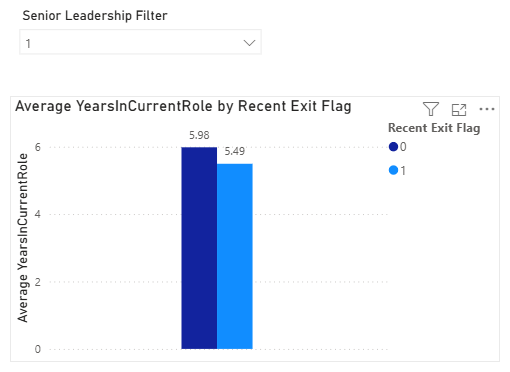 Senior Leadership Filter
1
Average YearsInCurrentRole by Recent Exit Flag
Recent Exit Flag
0
1
Average YearsInCurrentRole
6
4
2
0
5.98
5.49